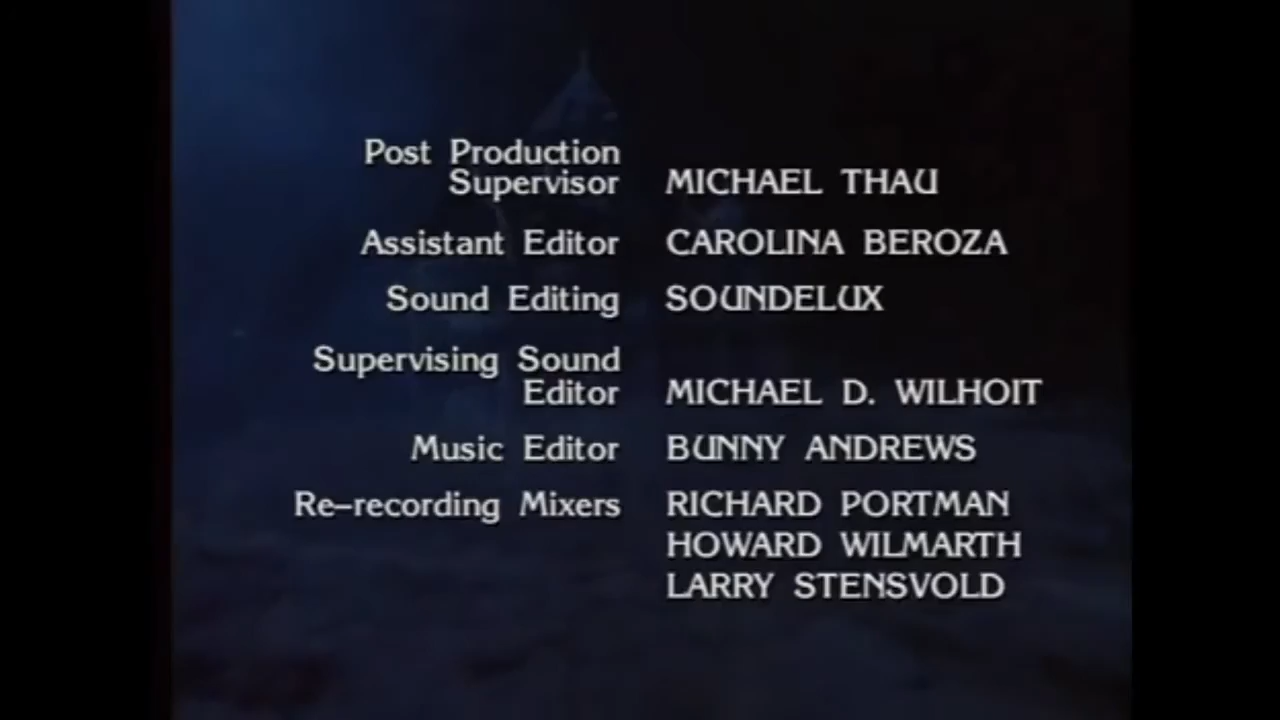 Post Production
Supervisor MICHAEL THAU
Assistant Editor CAROLINA BEROZA
Sound Editing SOUNDELUX
Supervising Sound
Editor MICHAEL D. WILHOIT
Music Editor BUNNY ANDREWS
Re-recording Mixers RICHARD PORTMAN
HOWARD WILMARTH
LARRY STENSVOLD